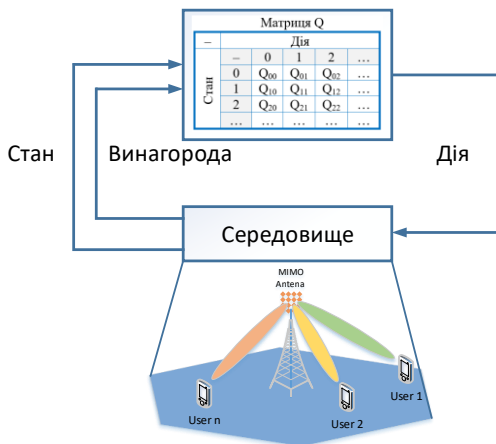 Матриця Q
– Дія
– 0 1 2 …
Стан
0 Q00 Q01 Q02 …
1 Q10 Q11 Q12 …
2 Q20 Q21 Q22 …
… … … … …
Стан Винагорода Дія
Середовище
MIMO
Antena
User 1
User 2
User n